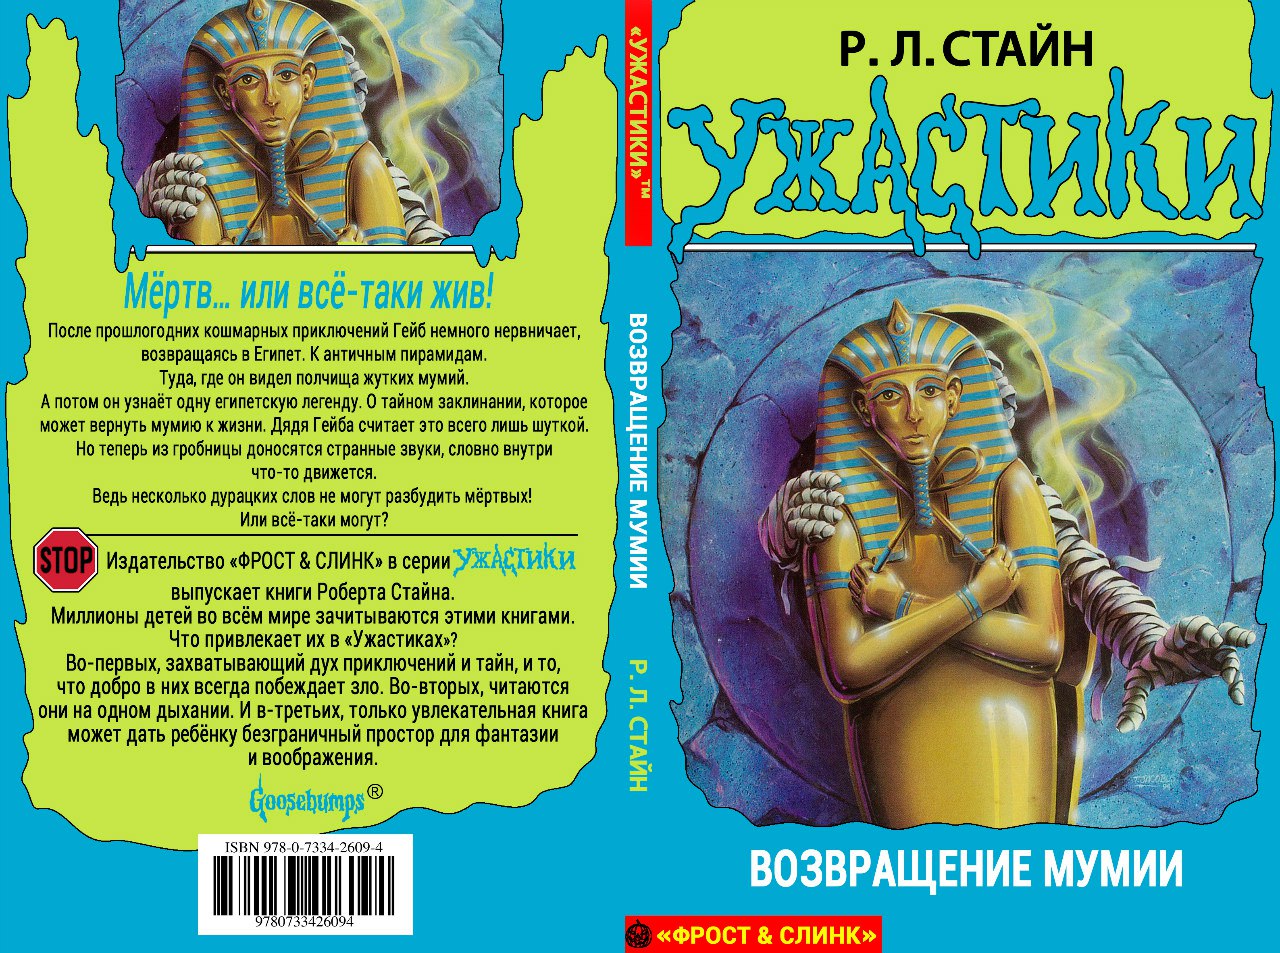 Мёртв... или всё-таки жив!
После прошлогодних кошмарных приключений Гейб немного нервничает,
возвращаясь в Египет. К античным пирамидам.
Туда, где он видел полчища жутких мумий.
А потом он узнаёт одну египетскую легенду. О тайном заклинании, которое
может вернуть мумию к жизни. Дядя Гейба считает это всего лишь шуткой.
Но теперь из гробницы доносятся странные звуки, словно внутри
что-то движется.
Ведь несколько дурацких слов не могут разбудить мёртвых!
Или всё-таки могут?
STOP Издательство «ФРОСТ & СЛИНК» в серии УЖАСТИКИ
выпускает книги Роберта Стайна.
Миллионы детей во всём мире зачитываются этими книгами.
Что привлекает их в «Ужастиках»?
Во-первых, захватывающий дух приключений и тайн, и то,
что добро в них всегда побеждает зло. Во-вторых, читаются
они на одном дыхании. И в-третьих, только увлекательная книга
может дать ребёнку безграничный простор для фантазии
и воображения.
Goosebumps®
ISBN 978-0-7334-2609-4
9780733426094
«УЖАСТИКИ»™
ВОЗВРАЩЕНИЕ МУМИИ
Р. Л. СТАЙН
Р. Л. СТАЙН
УЖАСТИКИ
ВОЗВРАЩЕНИЕ МУМИИ
«ФРОСТ & СЛИНК»